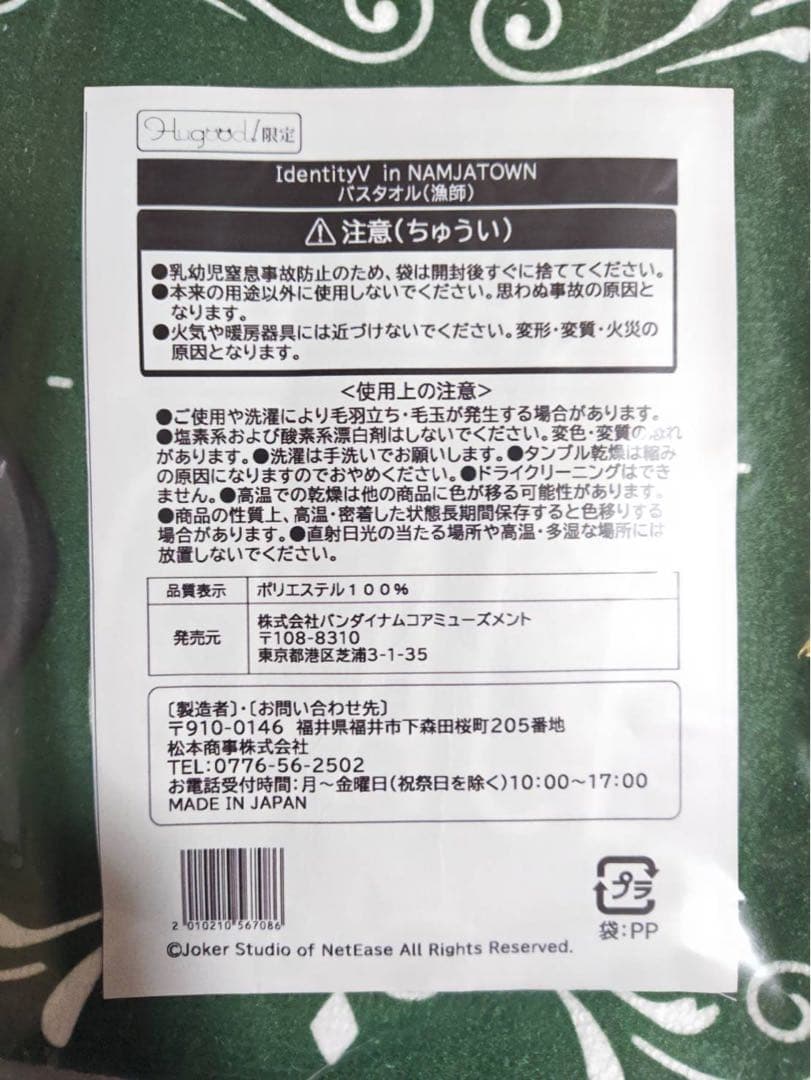 Hugood!限定
IdentityV in NAMJATOWN
バスタオル(漁師)
注意(ちゅうい)
●乳幼児窒息事故防止のため、袋は開封後すぐに捨ててください。
●本来の用途以外に使用しないでください。思わぬ事故の原因と
なります。
●火気や暖房器具には近づけないでください。変形・変質・火災の
原因となります。
<使用上の注意>
●ご使用や洗濯により毛羽立ち・毛玉が発生する場合があります。
●塩素系および酸素系漂白剤はしないでください。変色・変質の恐れ
があります。●洗濯は手洗いでお願いします。●タンブル乾燥は縮み
の原因になりますのでおやめください。●ドライクリーニングはでき
ません。●高温での乾燥は他の商品に色が移る可能性があります。
●商品の性質上、高温・密着した状態長期間保存すると色移りする
場合があります。●直射日光の当たる場所や高温・多湿な場所には
放置しないでください。
品質表示 ポリエステル100%
発売元
株式会社バンダイナムコアミューズメント
〒108-8310
東京都港区芝浦3-1-35
〔製造者〕・〔お問い合わせ先〕
〒910-0146 福井県福井市下森田桜町205番地
松本商事株式会社
TEL:0776-56-2502
お電話受付時間:月~金曜日(祝祭日を除く)10:00~17:00
MADE IN JAPAN
2 010210 567086
プラ
袋:PP
©Joker Studio of NetEase All Rights Reserved.